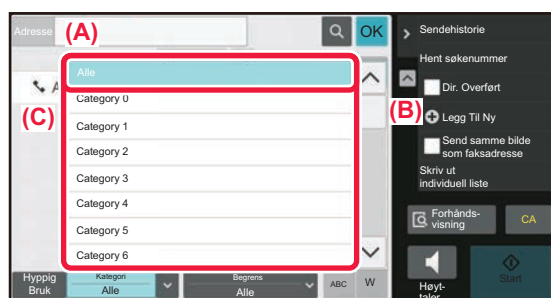 Adresse
(A)
OK
Sendehistorie
Hent søkenummer
Alle
A
Dir. Overført
Category 0
(C)
(B)
Legg Til Ny
Category 1
Category 2
Send samme bilde
som faksadresse
Category 3
Skriv ut
individuell liste
Category 4
Category 5
Forhånds-
visning
CA
Category 6
Hyppig
Bruk
Kategori
Alle
Begrens
Alle
ABC
W
Høyt-
taler
Start